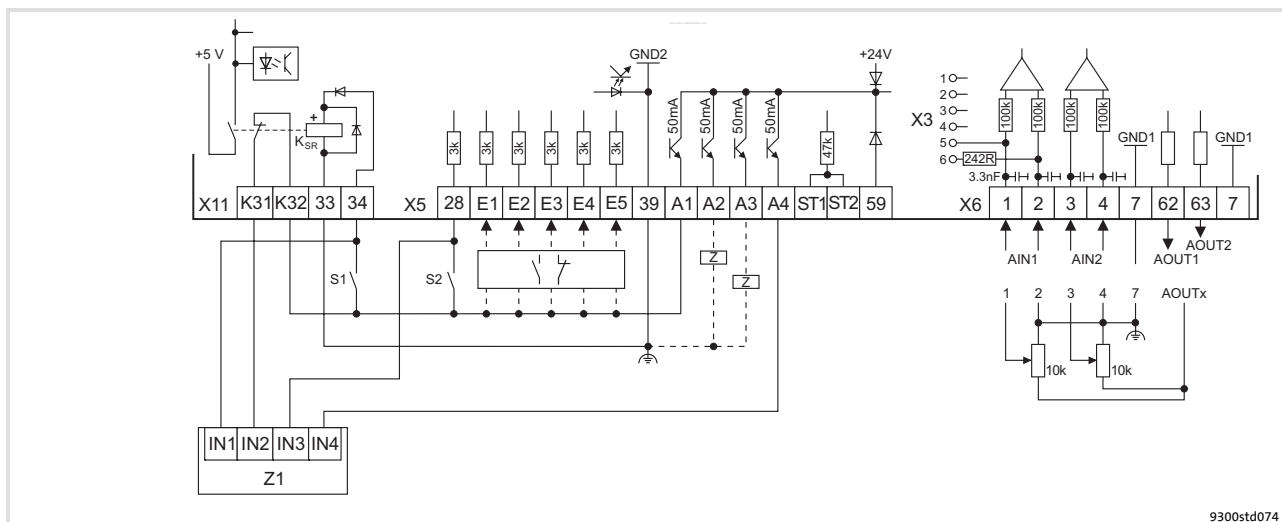 +5 V
GND2
+24V
50mA 50mA 50mA 50mA
1
2
3
4
5
6
X3
100k 100k 100k 100k
242R
3.3nF
GND1
GND1
+
KSR
3k 3k 3k 3k 3k 3k
47k
X11 K31 K32 33 34
X5 28 E1 E2 E3 E4 E5 39 A1 A2 A3 A4 ST1 ST2 59
X6 1 2 3 4 7 62 63 7
AIN1 AIN2 AOUT1 AOUT2
S1
S2
Z
Z
1 2 3 4 7 AOUTx
10k 10k
IN1 IN2 IN3 IN4
Z1
9300std074